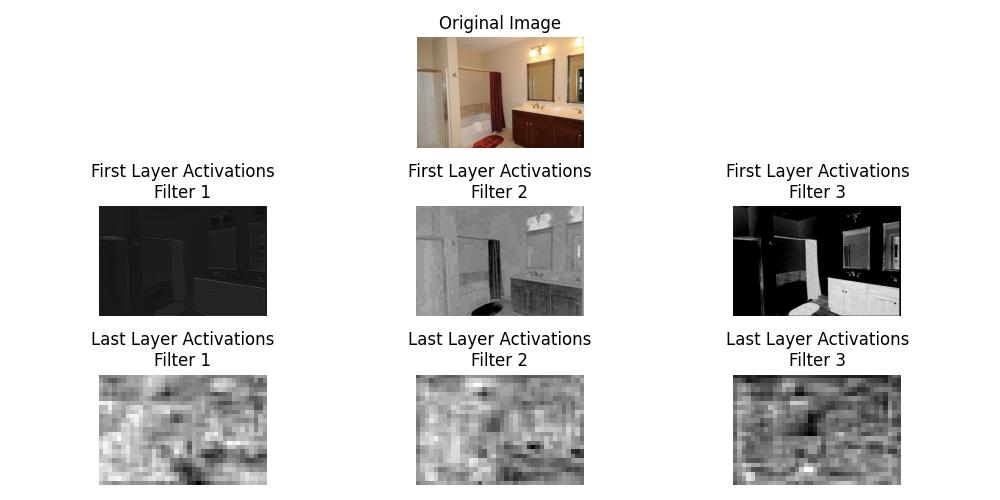 Original Image
First Layer Activations
Filter 1
First Layer Activations
Filter 2
First Layer Activations
Filter 3
Last Layer Activations
Filter 1
Last Layer Activations
Filter 2
Last Layer Activations
Filter 3